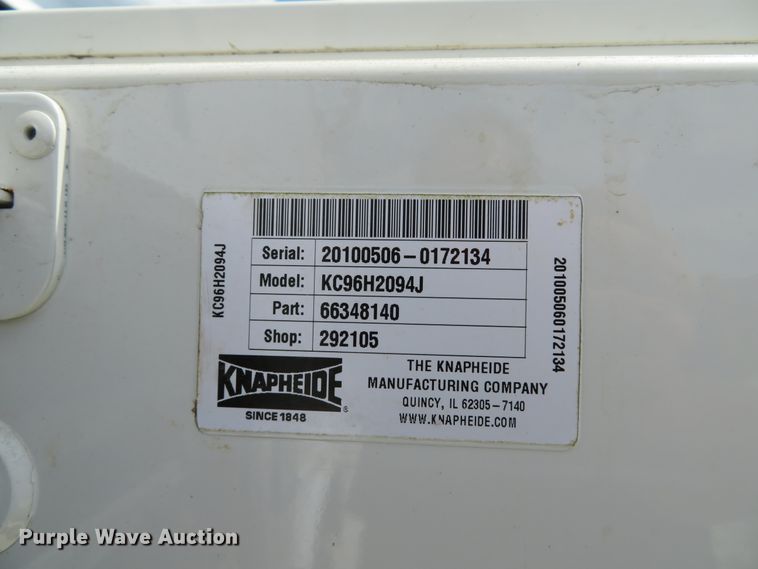 KC96H2094J
Serial: 20100506-0172134
Model: KC96H2094J
Part: 66348140
Shop: 292105
201005060172134
KNAPHEIDE®
SINCE 1848
THE KNAPHEIDE
MANUFACTURING COMPANY
QUINCY, IL 62305-7140
WWW.KNAPHEIDE.COM
Purple Wave Auction